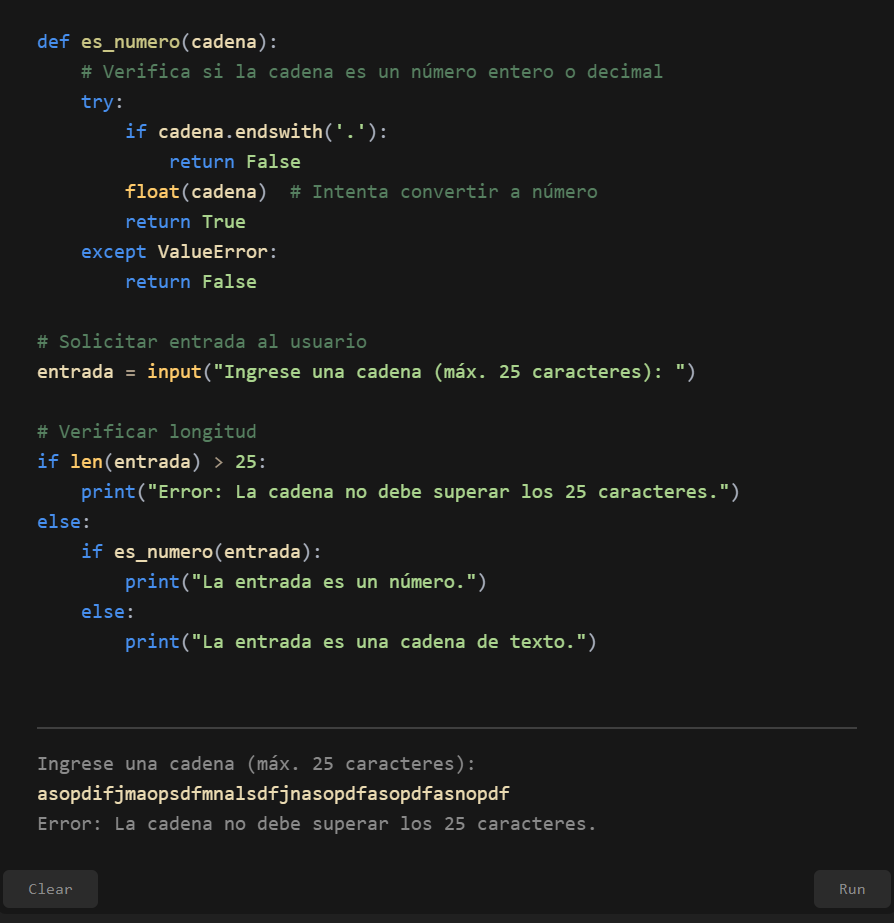 def es_numero(cadena):
    # Verifica si la cadena es un número entero o decimal
    try:
        if cadena.endswith('.'):
            return False
        float(cadena)  # Intenta convertir a número
        return True
    except ValueError:
        return False

# Solicitar entrada al usuario
entrada = input("Ingrese una cadena (máx. 25 caracteres): ")

# Verificar longitud
if len(entrada) > 25:
    print("Error: La cadena no debe superar los 25 caracteres.")
else:
    if es_numero(entrada):
        print("La entrada es un número.")
    else:
        print("La entrada es una cadena de texto.")

Ingrese una cadena (máx. 25 caracteres):
asopdifjmaopsdfmnalsdfjnasopdfasopdfasnopdf
Error: La cadena no debe superar los 25 caracteres.
Clear
Run